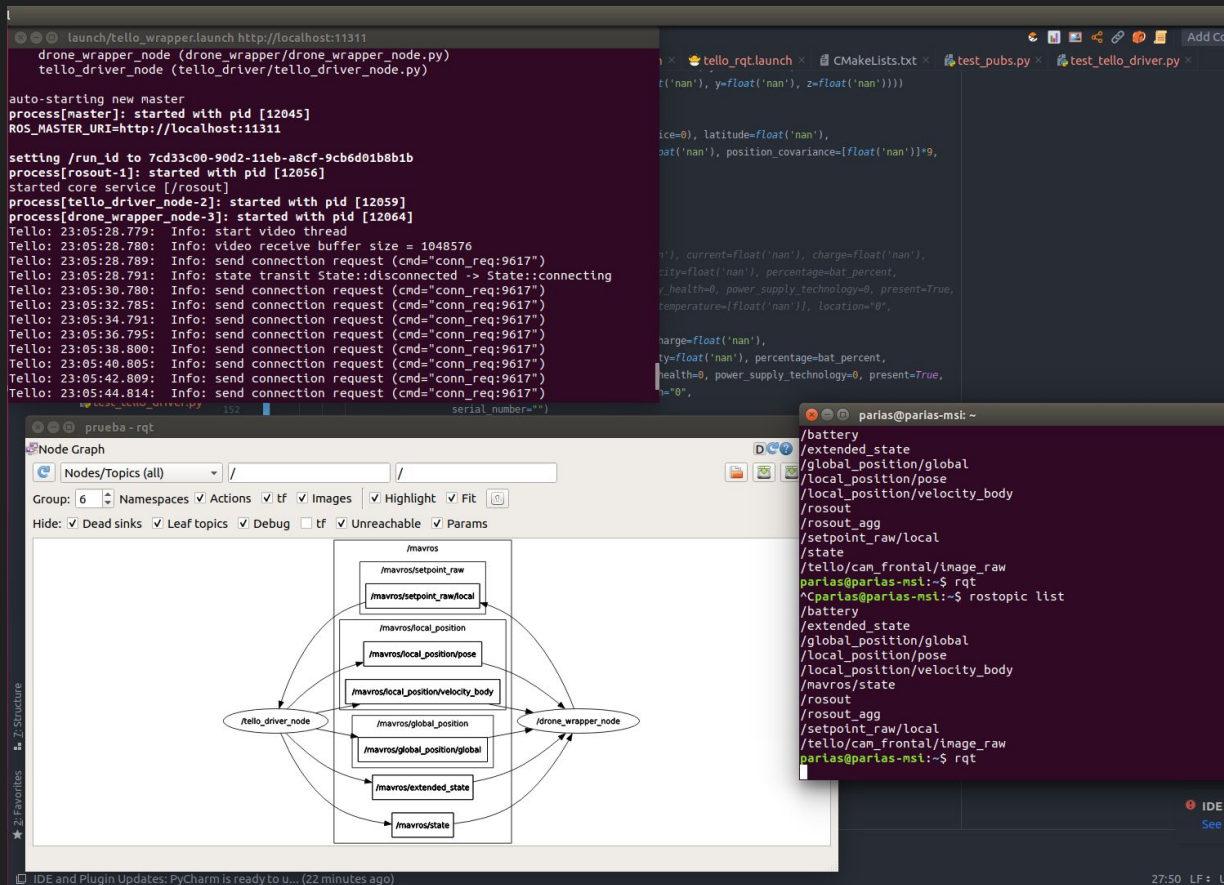 launch/tello_wrapper.launch http://localhost:11311
drone_wrapper_node (drone_wrapper/drone_wrapper_node.py)
tello_driver_node (tello_driver/tello_driver_node.py)
auto-starting new master
process[master]: started with pid [12045]
ROS_MASTER_URI=http://localhost:11311
setting /run_id to 7cd33c00-90d2-11eb-a8cf-9cb6d01b8b1b
process[rosout-1]: started with pid [12056]
started core service [/rosout]
process[tello_driver_node-2]: started with pid [12059]
process[drone_wrapper_node-3]: started with pid [12064]
Tello: 23:05:28.779:  Info: start video thread
Tello: 23:05:28.780:  Info: video receive buffer size = 1048576
Tello: 23:05:28.789:  Info: send connection request (cmd="conn_req:9617")
Tello: 23:05:28.791:  Info: state transit State::disconnected -> State::connecting
Tello: 23:05:30.780:  Info: send connection request (cmd="conn_req:9617")
Tello: 23:05:32.785:  Info: send connection request (cmd="conn_req:9617")
Tello: 23:05:34.791:  Info: send connection request (cmd="conn_req:9617")
Tello: 23:05:36.795:  Info: send connection request (cmd="conn_req:9617")
Tello: 23:05:38.800:  Info: send connection request (cmd="conn_req:9617")
Tello: 23:05:40.805:  Info: send connection request (cmd="conn_req:9617")
Tello: 23:05:42.809:  Info: send connection request (cmd="conn_req:9617")
Tello: 23:05:44.814:  Info: send connection request (cmd="conn_req:9617")
Add Co
tello_rqt.launch CMakeLists.txt test_pubs.py test_tello_driver.py
t('nan'), y=float('nan'), z=float('nan'))))
ice=0), latitude=float('nan'),
oat('nan'), position_covariance=[float('nan')]*9,
n'), current=float('nan'), charge=float('nan'),
city=float('nan'), percentage=bat_percent,
y_health=0, power_supply_technology=0, present=True,
temperature=[float('nan')], location="0",
harge=float('nan'),
ty=float('nan'), percentage=bat_percent,
health=0, power_supply_technology=0, present=True,
n="0",
152 serial_number="")
prueba - rqt
Node Graph
D
Nodes/Topics (all) / /
Group: 6 Namespaces Actions tf Images Highlight Fit
Hide: Dead sinks Leaf topics Debug tf Unreachable Params
/mavros
/mavros/setpoint_raw
/mavros/setpoint_raw/local
/mavros/local_position
/mavros/local_position/pose
/mavros/local_position/velocity_body
/tello_driver_node
/drone_wrapper_node
/mavros/global_position
/mavros/global_position/global
/mavros/extended_state
/mavros/state
parias@parias-msi: ~
/battery
/extended_state
/global_position/global
/local_position/pose
/local_position/velocity_body
/rosout
/rosout_agg
/setpoint_raw/local
/state
/tello/cam_frontal/image_raw
parias@parias-msi:~$ rqt
^Cparias@parias-msi:~$ rostopic list
/battery
/extended_state
/global_position/global
/local_position/pose
/local_position/velocity_body
/mavros/state
/rosout
/rosout_agg
/setpoint_raw/local
/tello/cam_frontal/image_raw
parias@parias-msi:~$ rqt
7: Structure
2: Favorites
IDE
See
IDE and Plugin Updates: PyCharm is ready to u... (22 minutes ago)
27:50 LF